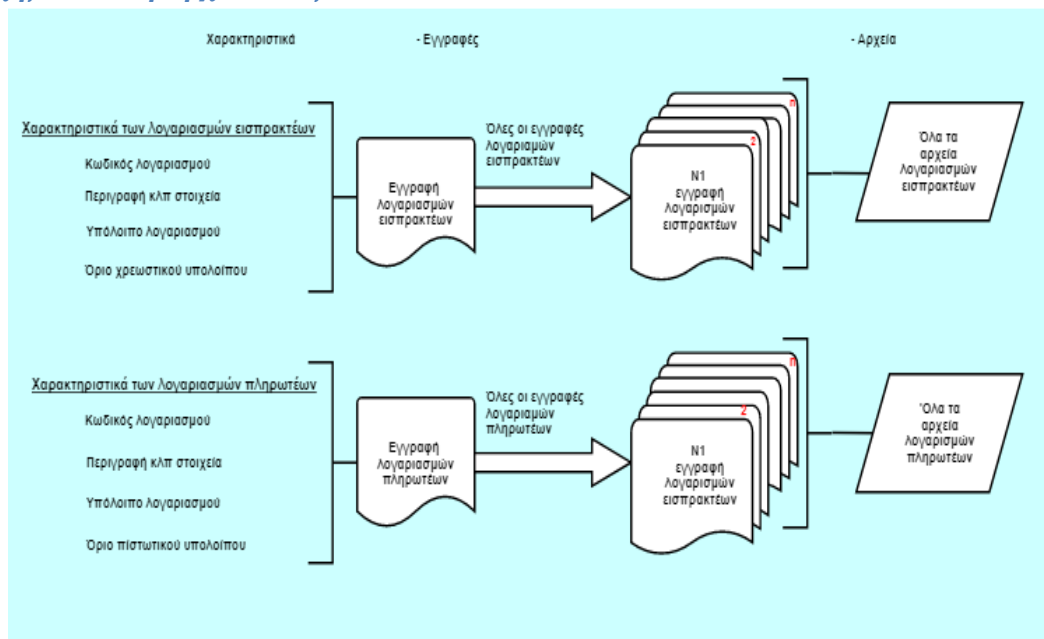 Χαρακτηριστικά
- Εγγραφές
- Αρχεία
Χαρακτηριστικά των λογαριασμών εισπρακτέων
Κωδικός λογαριασμού
Περιγραφή κλπ στοιχεία
Υπόλοιπο λογαριασμού
Όριο χρεωστικού υπολοίπου
Εγγραφή
λογαριασμών
εισπρακτέων
Όλες οι εγγραφές
λογαριαμών
εισπρακτέων
n
2
N1
εγγραφή
λογαρισμών
εισπρακτέων
Όλα τα
αρχεία
λογαριασμών
εισπρακτέων
Χαρακτηριστικά των λογαριασμών πληρωτέων
Κωδικός λογαριασμού
Περιγραφή κλπ στοιχεία
Υπόλοιπο λογαριασμού
Όριο πίστωτικού υπολοίπου
Εγγραφή
λογαριασμών
πληρωτέων
Όλες οι εγγραφές
λογαριαμών
πληρωτέων
n
2
N1
εγγραφή
λογαρισμών
εισπρακτέων
Όλα τα
αρχεία
λογαρισμών
πληρωτέων